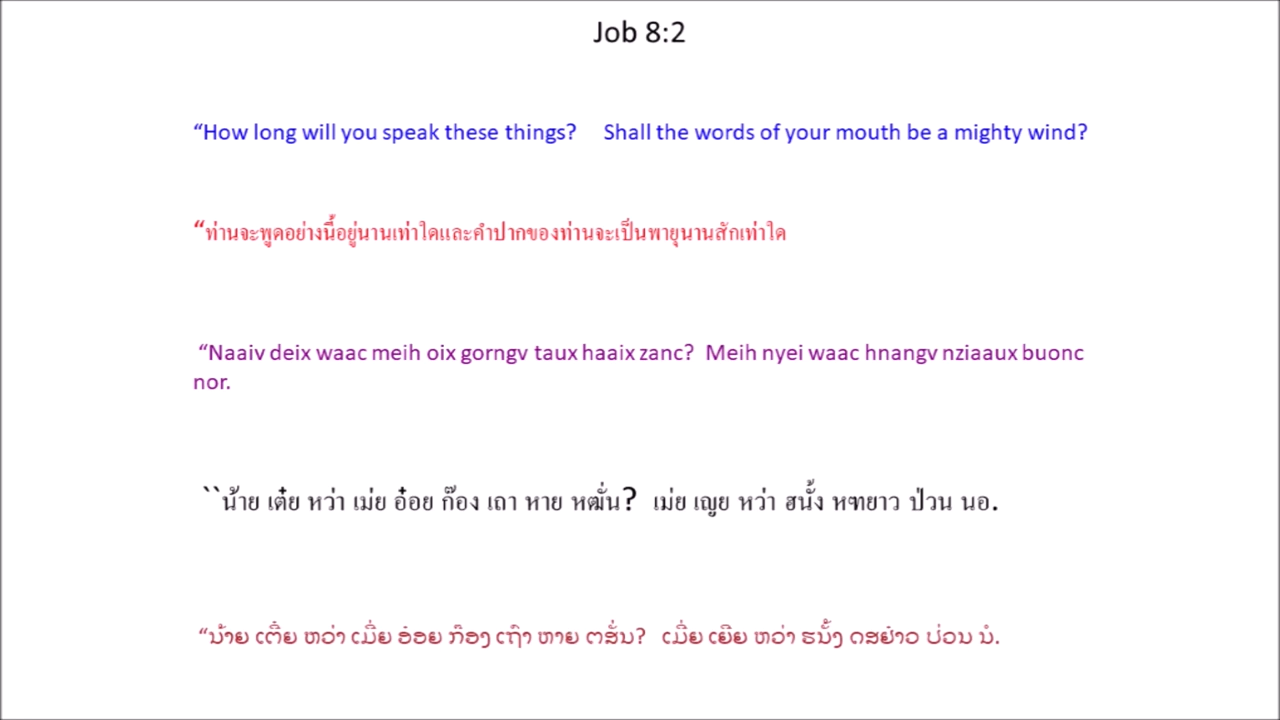 Job 8:2
“How long will you speak these things?    Shall the words of your mouth be a mighty wind?
“ท่านจะพูดอย่างนี้อยู่นานเท่าใดและคำปากของท่านจะเป็นพายุนานสักเท่าใด
“Naaiv deix waac meih oix gorngv taux haaix zanc?  Meih nyei waac hnangv nziaaux buonc
nor.
``น้าย เต๋ย หว่า เม่ย อ๋อย ก๊อง เถา หาย หฒั่น?  เม่ย เญย หว่า ฮนั้ง หฑยาว ป่วน นอ.
“ນ້າຍ ເຕີ໋ຍ ຫວ່າ ເມີ່ຍ ອ໋ອຍ ກ໊ອງ ເຖົາ ຫາຍ ຕສັ່ນ?  ເມີ່ຍ ເຍີຍ ຫວ່າ ຮນັ້ງ ດສຢ໋າວ ບ່ວນ ນໍ.